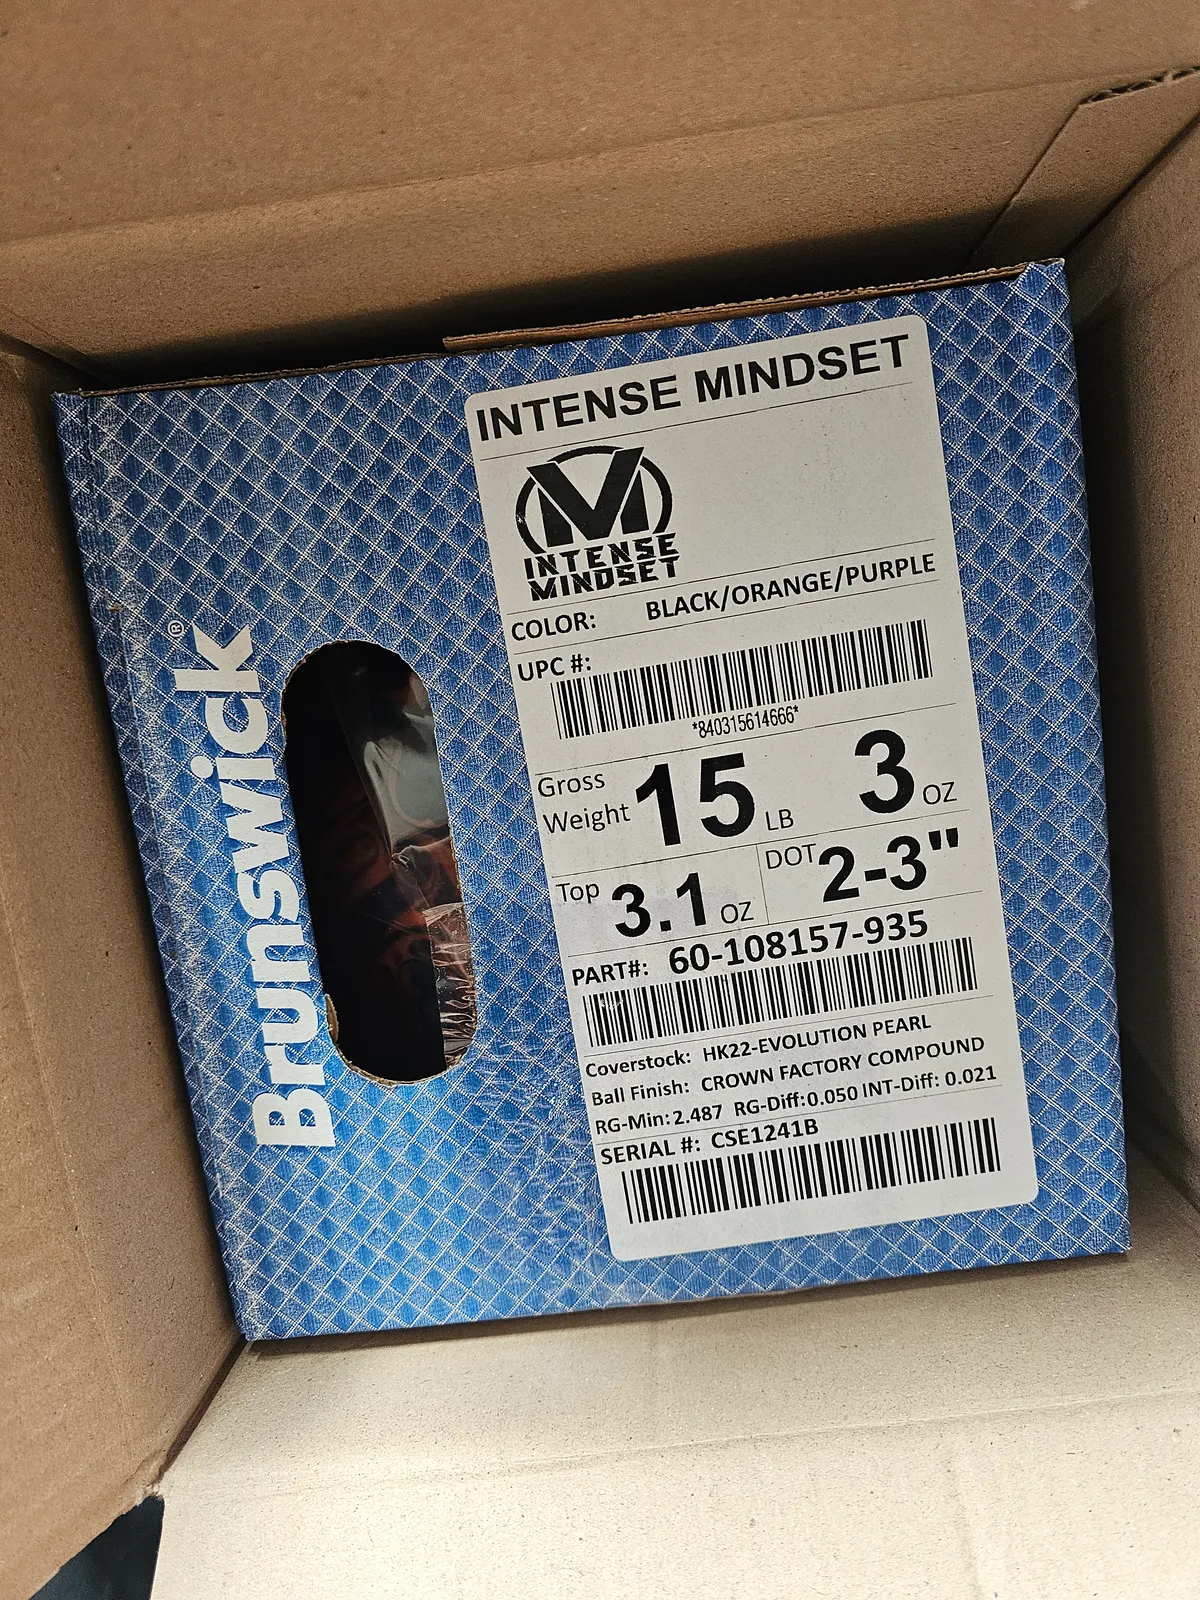 Brunswick®
INTENSE MINDSET
INTENSE
MINDSET
COLOR: BLACK/ORANGE/PURPLE
UPC #:
*840315614666*
Gross Weight 15 LB 3 OZ
Top 3.1 OZ DOT 2-3"
PART#: 60-108157-935
Coverstock: HK22-EVOLUTION PEARL
Ball Finish: CROWN FACTORY COMPOUND
RG-Min: 2.487 RG-Diff:0.050 INT-Diff: 0.021
SERIAL #: CSE1241B